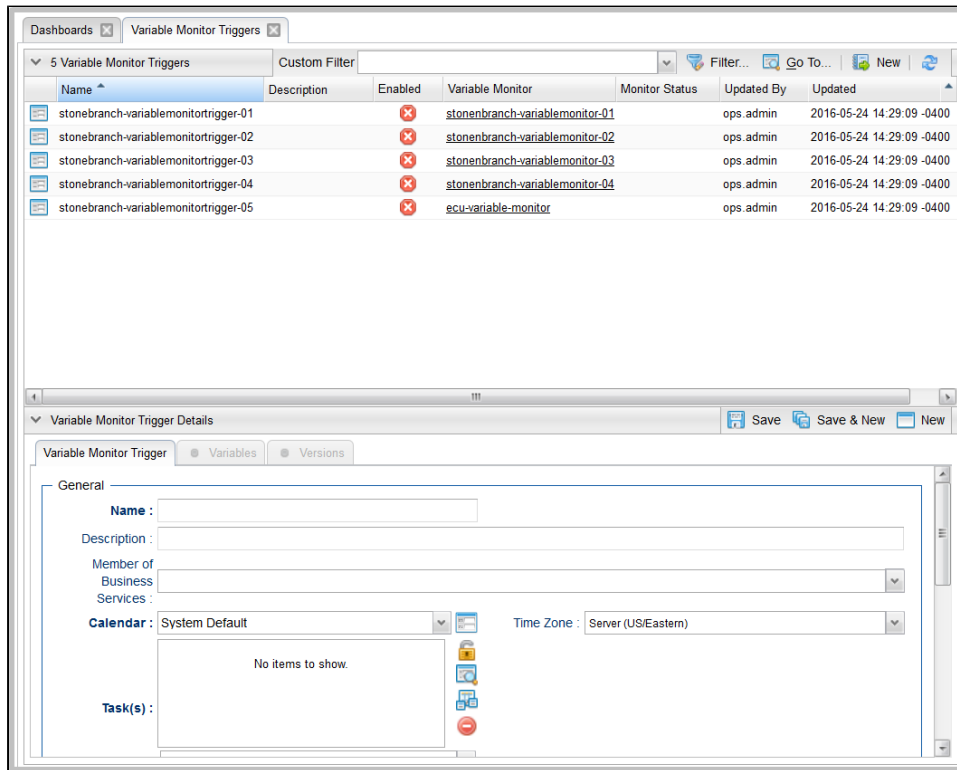 Dashboards Variable Monitor Triggers
5 Variable Monitor Triggers Custom Filter Filter... Go To... New
Name Description Enabled Variable Monitor Monitor Status Updated By Updated
stonebranch-variablemonitortrigger-01 stonenbranch-variablemonitor-01 ops.admin 2016-05-24 14:29:09 -0400
stonebranch-variablemonitortrigger-02 stonenbranch-variablemonitor-02 ops.admin 2016-05-24 14:29:09 -0400
stonebranch-variablemonitortrigger-03 stonenbranch-variablemonitor-03 ops.admin 2016-05-24 14:29:09 -0400
stonebranch-variablemonitortrigger-04 stonenbranch-variablemonitor-04 ops.admin 2016-05-24 14:29:09 -0400
stonebranch-variablemonitortrigger-05 ecu-variable-monitor ops.admin 2016-05-24 14:29:09 -0400
Variable Monitor Trigger Details Save Save & New New
Variable Monitor Trigger Variables Versions
General
Name :
Description :
Member of
Business
Services :
Calendar : System Default Time Zone : Server (US/Eastern)
No items to show.
Task(s) :